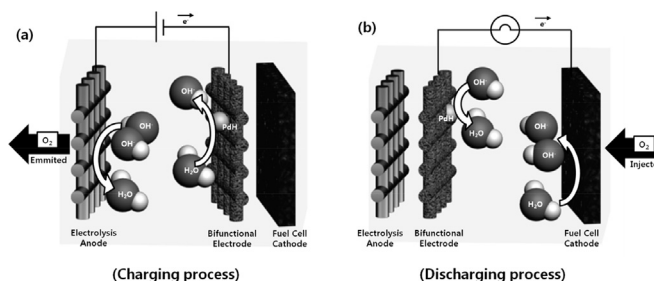 (a)
e⁻
OH⁻
OH
OH
PdH
O₂
Emmited
H₂O
H₂O
Electrolysis
Anode
Bifunctional
Electrode
Fuel Cell
Cathode
(Charging process)
(b)
e⁻
OH⁻
PdH
H₂O
OH
OH
O₂
Injecte
H₂O
Electrolysis
Anode
Bifunctional
Electrode
Fuel Cell
Cathode
(Discharging process)